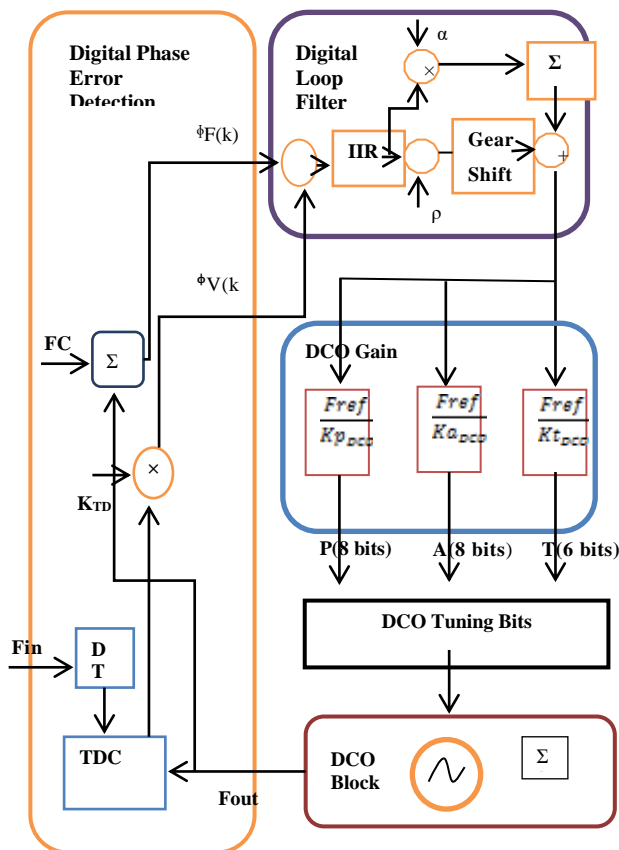 Digital Phase
Error
Detection
Digital
Loop
Filter
α
×
Σ
IIR
Gear
Shift
+
ρ
ϕF(k)
ϕV(k
FC
Σ
×
KTD
Fin
D
T
TDC
Fout
DCO Gain
Fref
KpDCO
Fref
KaDCO
Fref
KtDCO
P(8 bits)
A(8 bits)
T(6 bits)
DCO Tuning Bits
DCO
Block
Σ